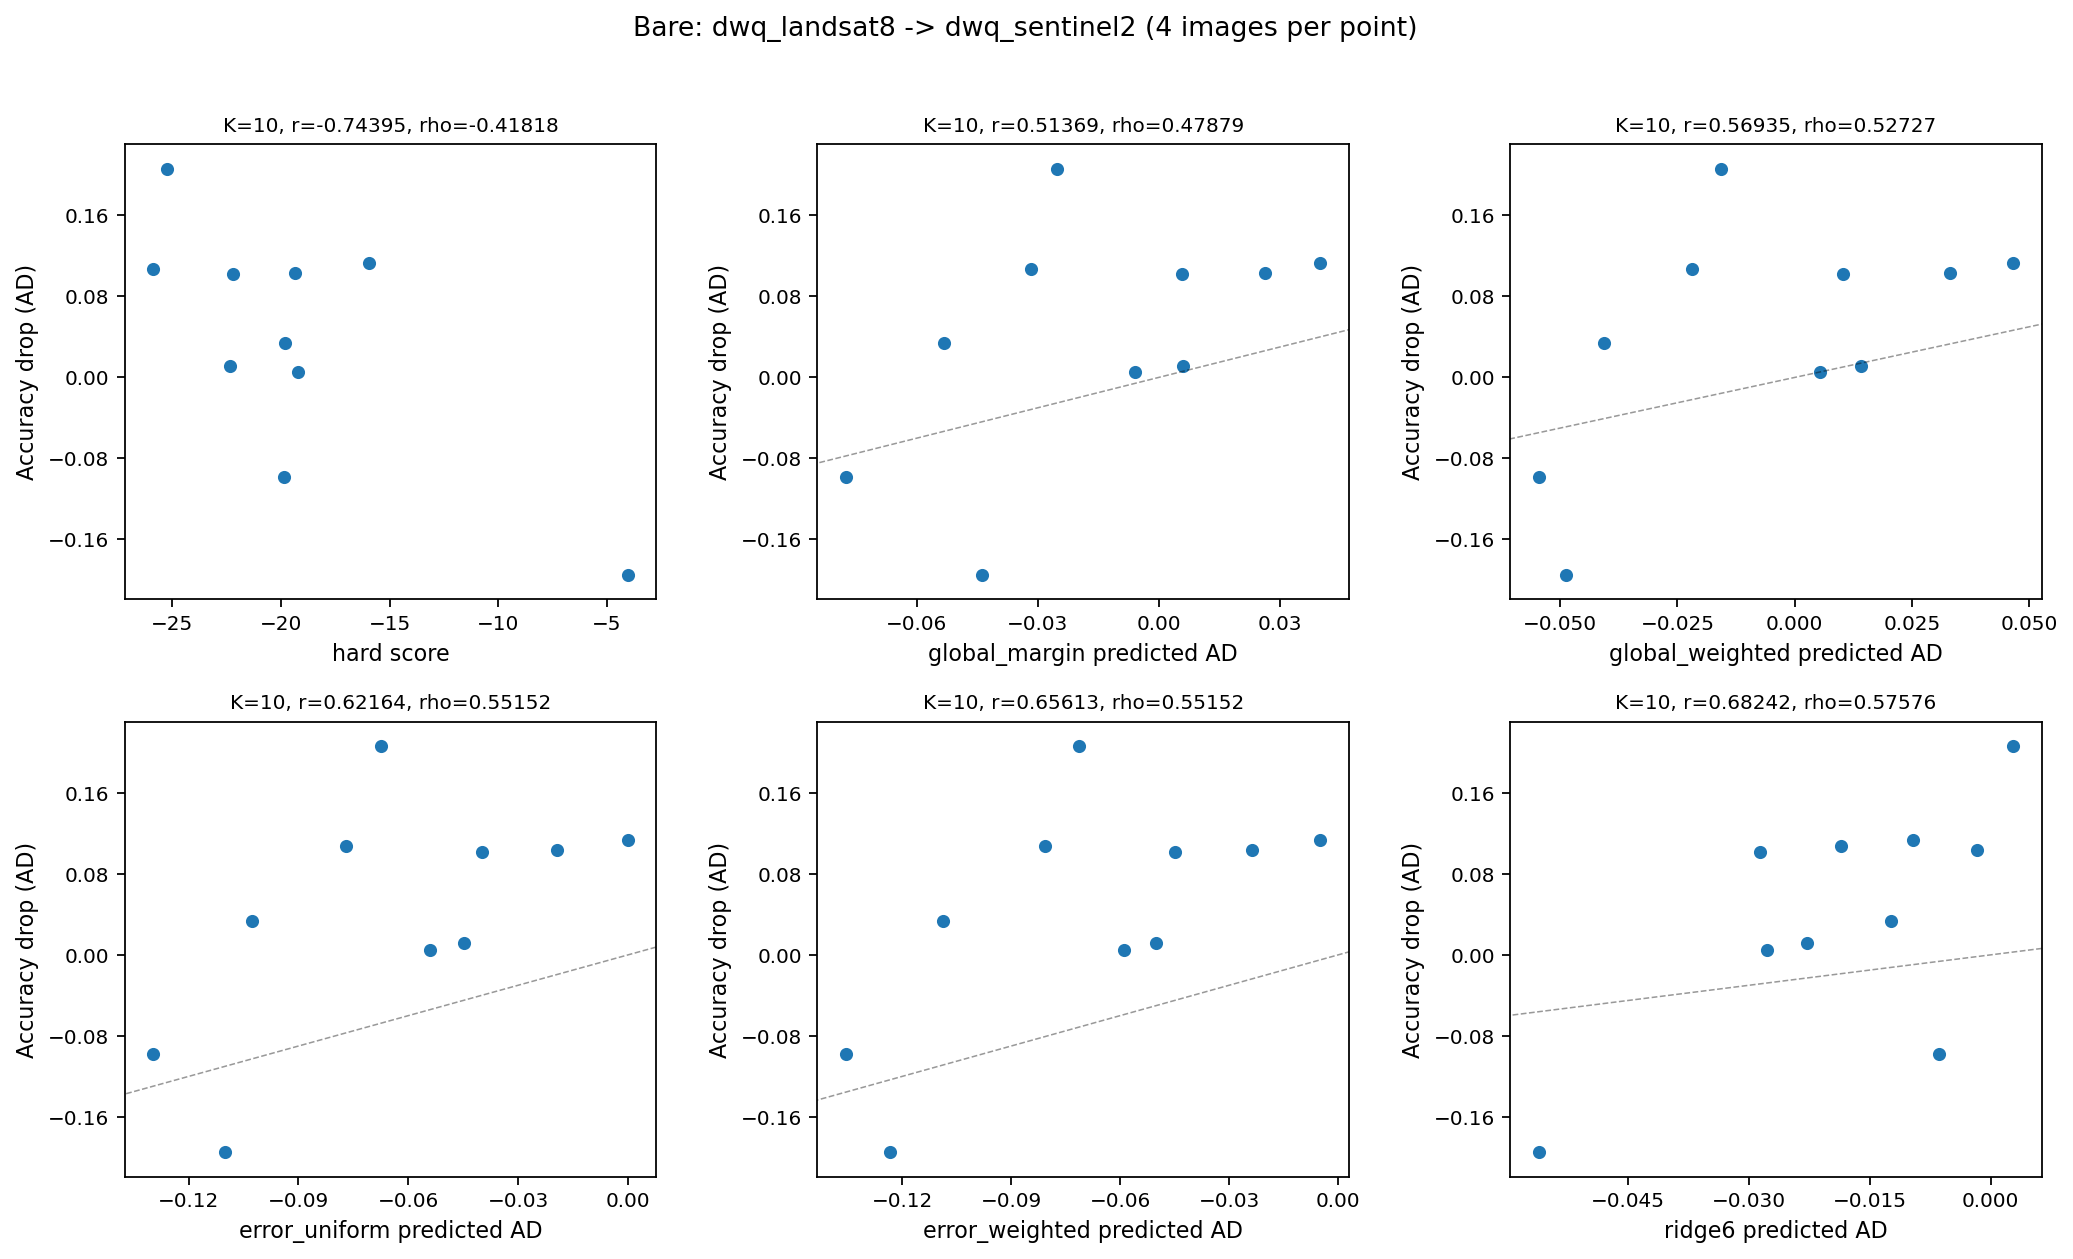 Bare: dwq_landsat8 -> dwq_sentinel2 (4 images per point)
K=10, r=-0.74395, rho=-0.41818
Accuracy drop (AD)
0.16
0.08
0.00
−0.08
−0.16
−25 −20 −15 −10 −5
hard score
K=10, r=0.51369, rho=0.47879
Accuracy drop (AD)
0.16
0.08
0.00
−0.08
−0.16
−0.06 −0.03 0.00 0.03
global_margin predicted AD
K=10, r=0.56935, rho=0.52727
Accuracy drop (AD)
0.16
0.08
0.00
−0.08
−0.16
−0.050 −0.025 0.000 0.025 0.050
global_weighted predicted AD
K=10, r=0.62164, rho=0.55152
Accuracy drop (AD)
0.16
0.08
0.00
−0.08
−0.16
−0.12 −0.09 −0.06 −0.03 0.00
error_uniform predicted AD
K=10, r=0.65613, rho=0.55152
Accuracy drop (AD)
0.16
0.08
0.00
−0.08
−0.16
−0.12 −0.09 −0.06 −0.03 0.00
error_weighted predicted AD
K=10, r=0.68242, rho=0.57576
Accuracy drop (AD)
0.16
0.08
0.00
−0.08
−0.16
−0.045 −0.030 −0.015 0.000
ridge6 predicted AD